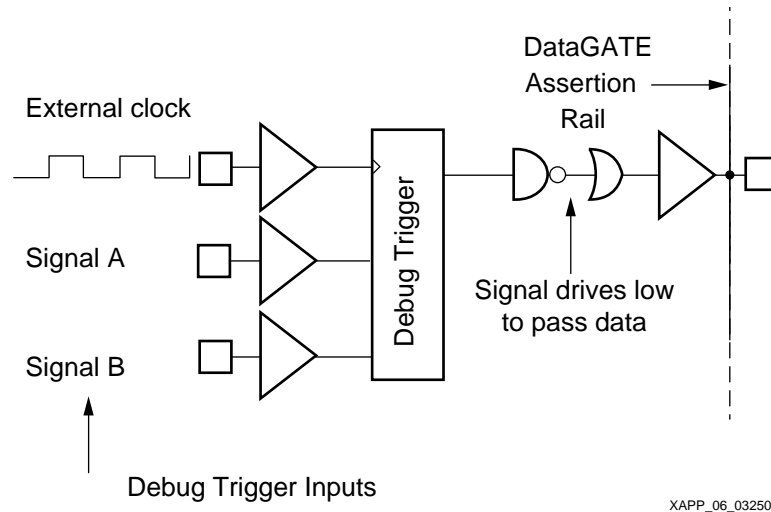 DataGATE
Assertion
Rail
External clock
Signal A
Debug Trigger
Signal drives low
to pass data
Signal B
Debug Trigger Inputs
XAPP_06_03250